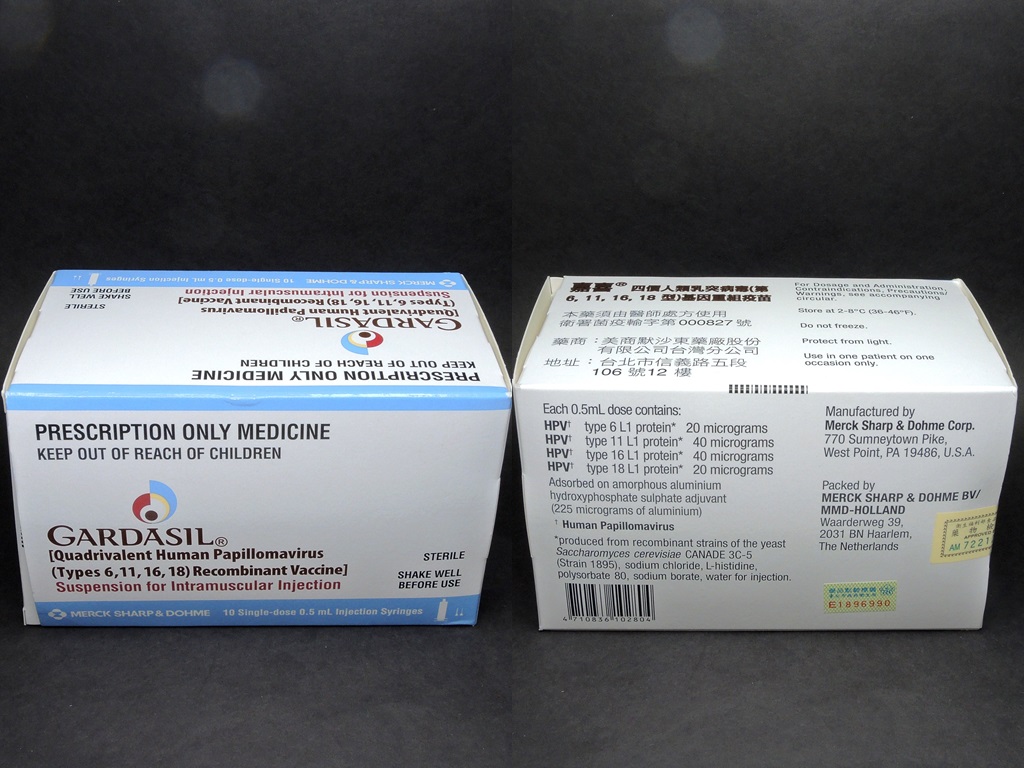 MERCK SHARP & DOHME 10 Single-dose 0.5 mL Injection Syringes
STERILE
SHAKE WELL
BEFORE USE
GARDASIL®
[Quadrivalent Human Papillomavirus
(Types 6, 11, 16, 18) Recombinant Vaccine]
Suspension for Intramuscular Injection
PRESCRIPTION ONLY MEDICINE
KEEP OUT OF REACH OF CHILDREN
PRESCRIPTION ONLY MEDICINE
KEEP OUT OF REACH OF CHILDREN
GARDASIL®
[Quadrivalent Human Papillomavirus
(Types 6, 11, 16, 18) Recombinant Vaccine]
Suspension for Intramuscular Injection
STERILE
SHAKE WELL
BEFORE USE
MERCK SHARP & DOHME 10 Single-dose 0.5 mL Injection Syringes
嘉喜® 四價人類乳突病毒(第
6, 11, 16, 18 型)基因重組疫苗
本藥須由醫師處方使用
衛署菌疫輸字第000827 號
藥商：美商默沙東藥廠股份
有限公司台灣分公司
地址：台北市信義路五段
106 號12 樓
For Dosage and Administration,
Contraindications, Precautions/
Warnings, see accompanying
circular.
Store at 2-8°C (36-46°F).
Do not freeze.
Protect from light.
Use in one patient on one
occasion only.
Each 0.5mL dose contains:
HPV† type 6 L1 protein* 20 micrograms
HPV† type 11 L1 protein* 40 micrograms
HPV† type 16 L1 protein* 40 micrograms
HPV† type 18 L1 protein* 20 micrograms
Adsorbed on amorphous aluminium
hydroxyphosphate sulphate adjuvant
(225 micrograms of aluminium)
† Human Papillomavirus
*produced from recombinant strains of the yeast
Saccharomyces cerevisiae CANADE 3C-5
(Strain 1895), sodium chloride, L-histidine,
polysorbate 80, sodium borate, water for injection.
4 710836 102804
Manufactured by
Merck Sharp & Dohme Corp.
770 Sumneytown Pike,
West Point, PA 19486, U.S.A.
Packed by
MERCK SHARP & DOHME BV/
MMD-HOLLAND
Waarderweg 39,
2031 BN Haarlem,
The Netherlands
APPROVED
AM 7221
E1896990